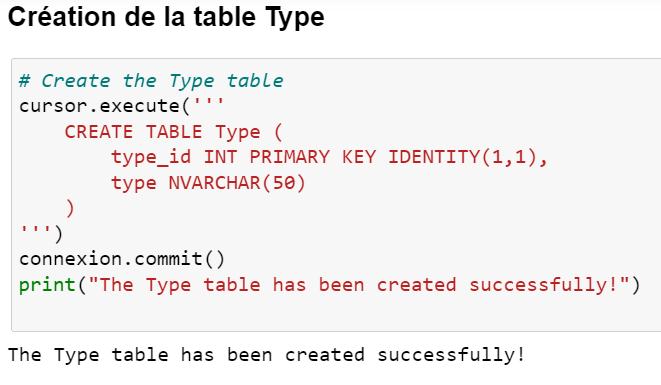 Création de la table Type
# Create the Type table
cursor.execute('''
    CREATE TABLE Type (
        type_id INT PRIMARY KEY IDENTITY(1,1),
        type NVARCHAR(50)
    )
''')
connexion.commit()
print("The Type table has been created successfully!")
The Type table has been created successfully!